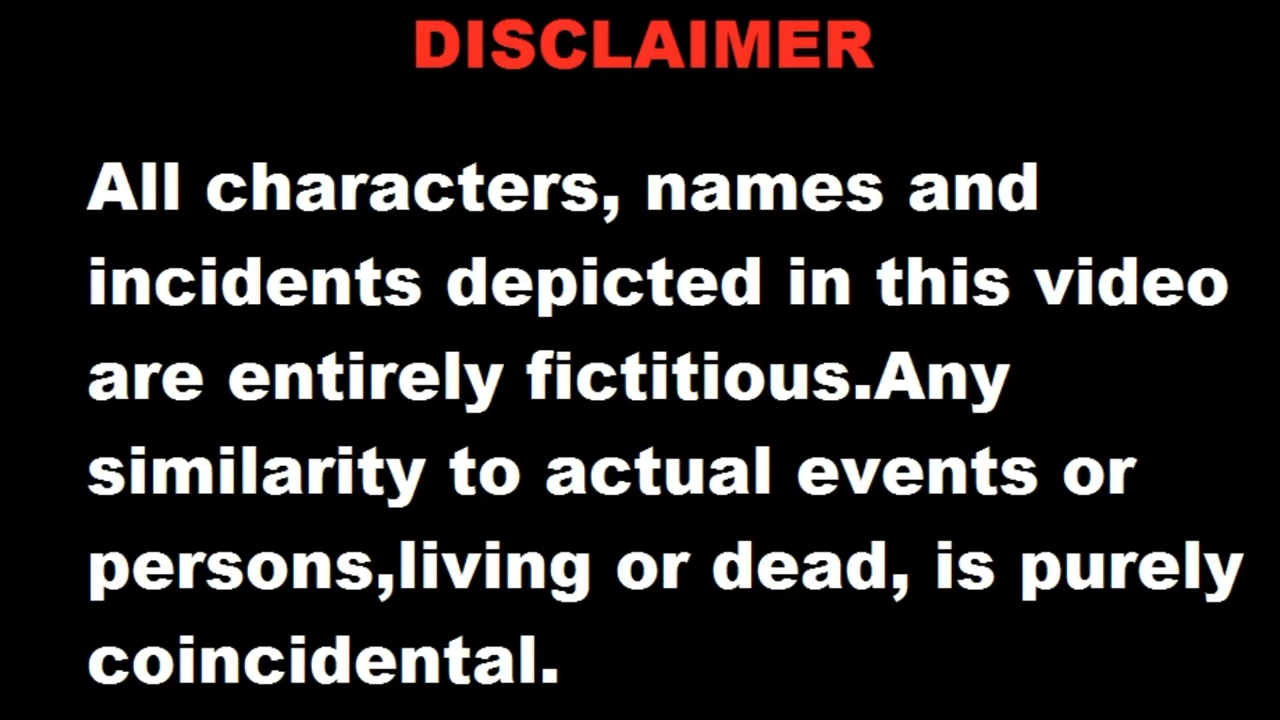 DISCLAIMER
All characters, names and
incidents depicted in this video
are entirely fictitious.Any
similarity to actual events or
persons,living or dead, is purely
coincidental.